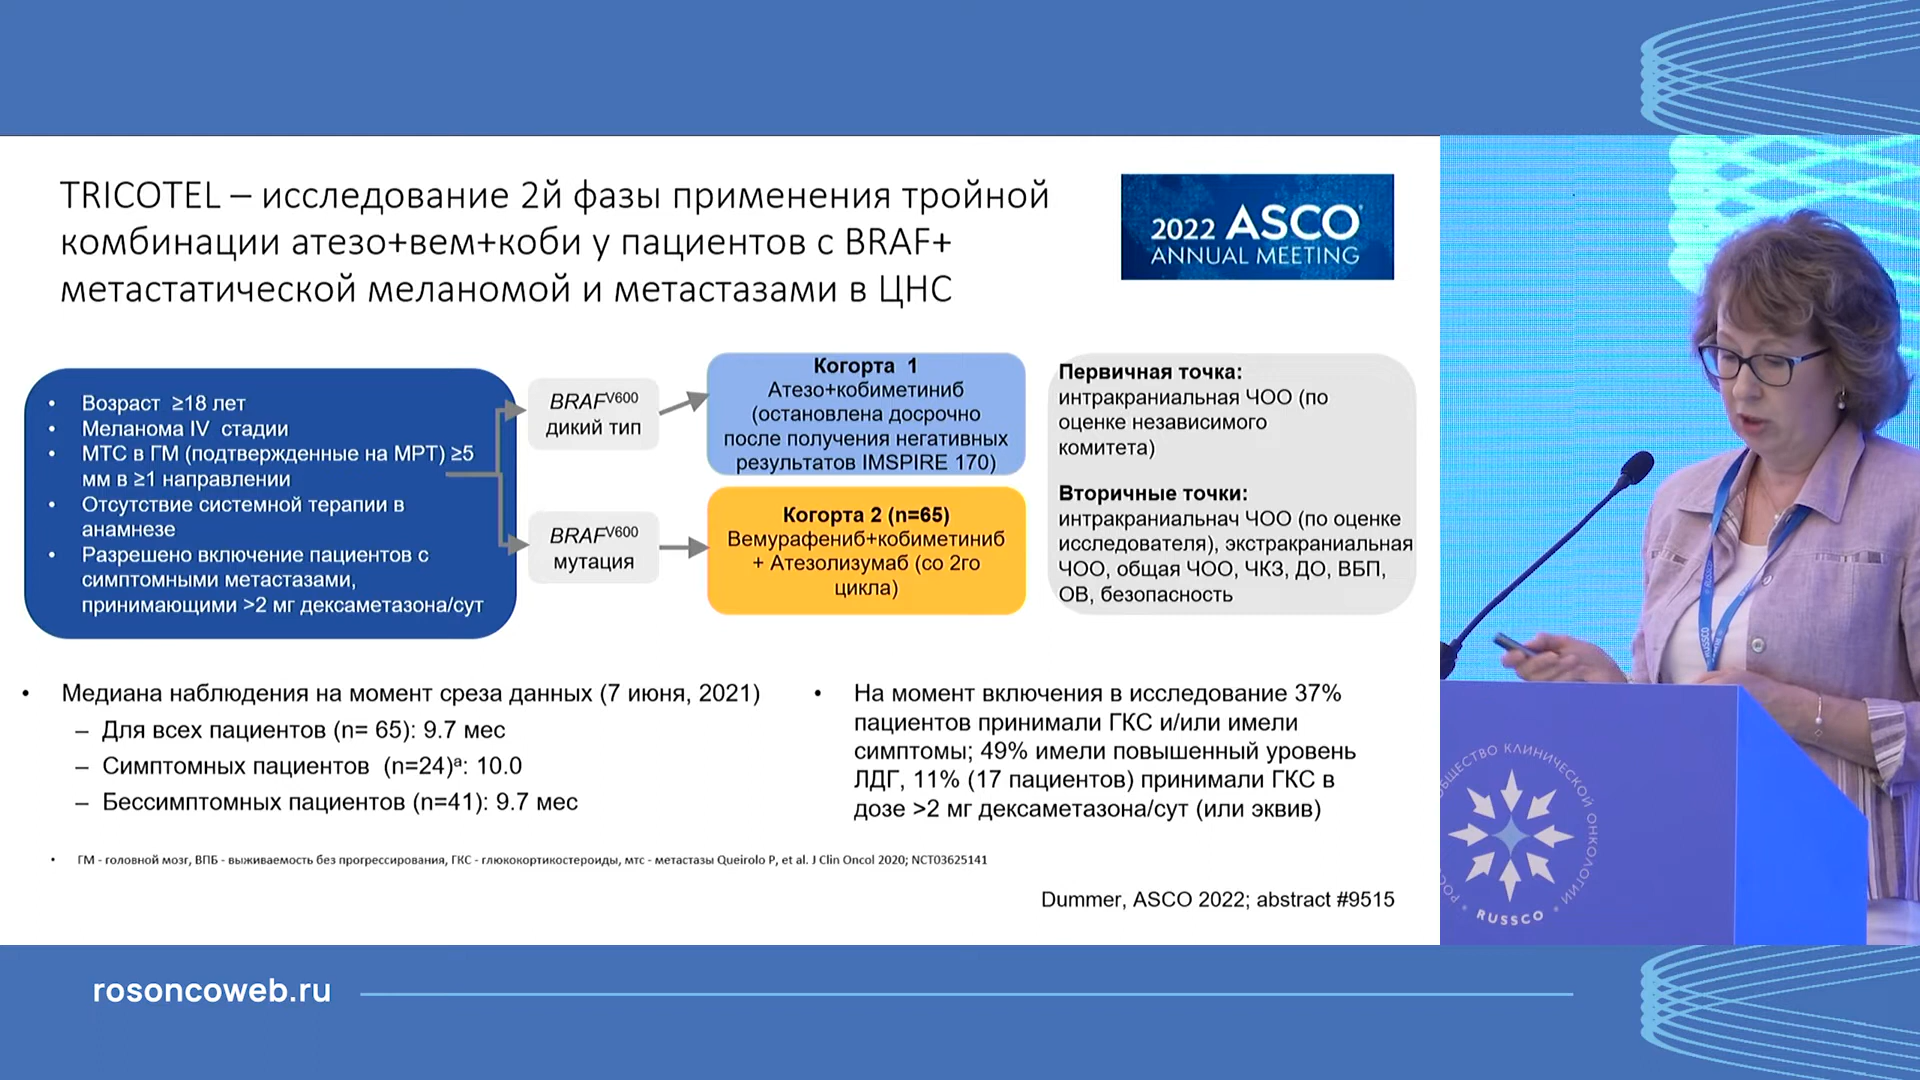 TRICOTEL – исследование 2й фазы применения тройной
комбинации атезо+вем+коби у пациентов с BRAF+
метастатической меланомой и метастазами в ЦНС
2022 ASCO
ANNUAL MEETING
• Возраст ≥18 лет
• Меланома IV стадии
• МТС в ГМ (подтвержденные на МРТ) ≥5
мм в ≥1 направлении
• Отсутствие системной терапии в
анамнезе
• Разрешено включение пациентов с
симптомными метастазами,
принимающими >2 мг дексаметазона/сут
BRAFV600
дикий тип
BRAFV600
мутация
Когорта 1
Атезо+кобиметиниб
(остановлена досрочно
после получения негативных
результатов IMSPIRE 170)
Когорта 2 (n=65)
Вемурафениб+кобиметиниб
+ Атезолизумаб (со 2го
цикла)
Первичная точка:
интракраниальная ЧОО (по
оценке независимого
комитета)
Вторичные точки:
интракраниальнач ЧОО (по оценке
исследователя), экстракраниальная
ЧОО, общая ЧОО, ЧКЗ, ДО, ВБП,
ОВ, безопасность
• Медиана наблюдения на момент среза данных (7 июня, 2021)
– Для всех пациентов (n= 65): 9.7 мес
– Симптомных пациентов (n=24)ᵃ: 10.0
– Бессимптомных пациентов (n=41): 9.7 мес
• На момент включения в исследование 37%
пациентов принимали ГКС и/или имели
симптомы; 49% имели повышенный уровень
ЛДГ, 11% (17 пациентов) принимали ГКС в
дозе >2 мг дексаметазона/сут (или эквив)
• ГМ - головной мозг, ВПБ - выживаемость без прогрессирования, ГКС - глюкокортикостероиды, мтс - метастазы Queirolo P, et al. J Clin Oncol 2020; NCT03625141
Dummer, ASCO 2022; abstract #9515
RUSSCO
КЛИНИЧЕСКОЙ ОНКОЛОГИИ
RUSSCO
rosoncoweb.ru